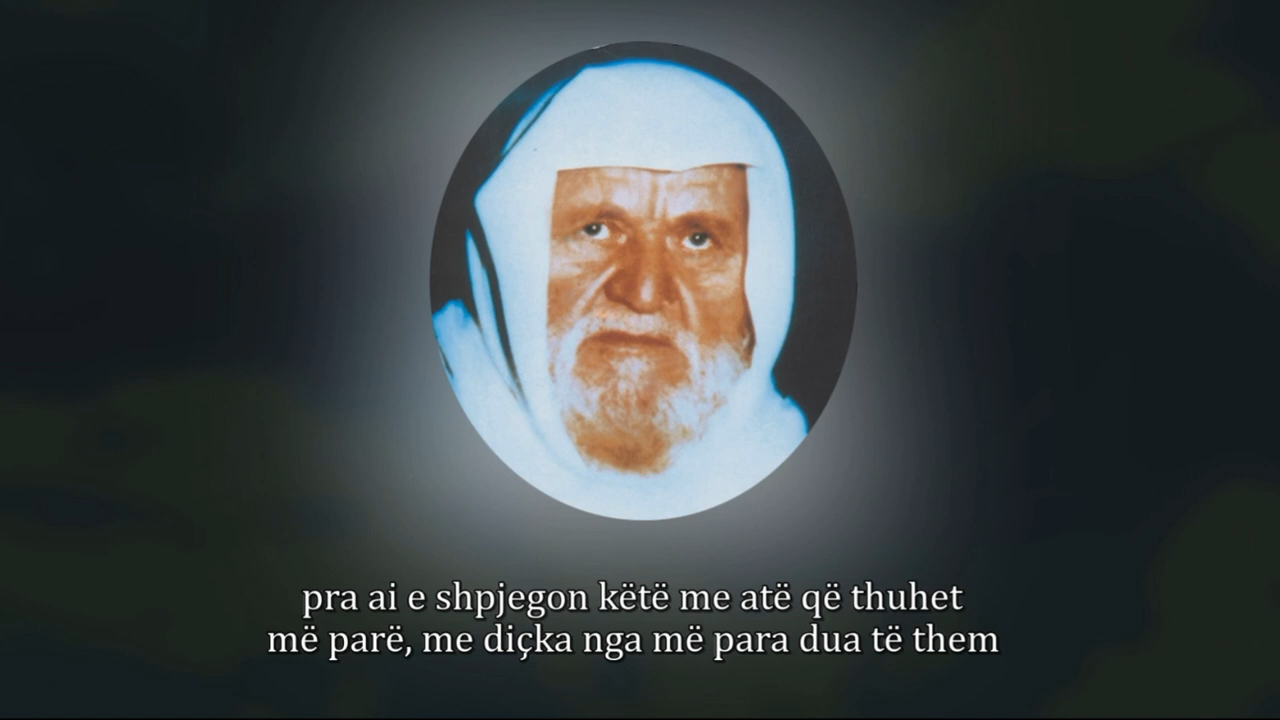 pra ai e shpjegon këtë me atë që thuhet
më parë, me diçka nga më para dua të them